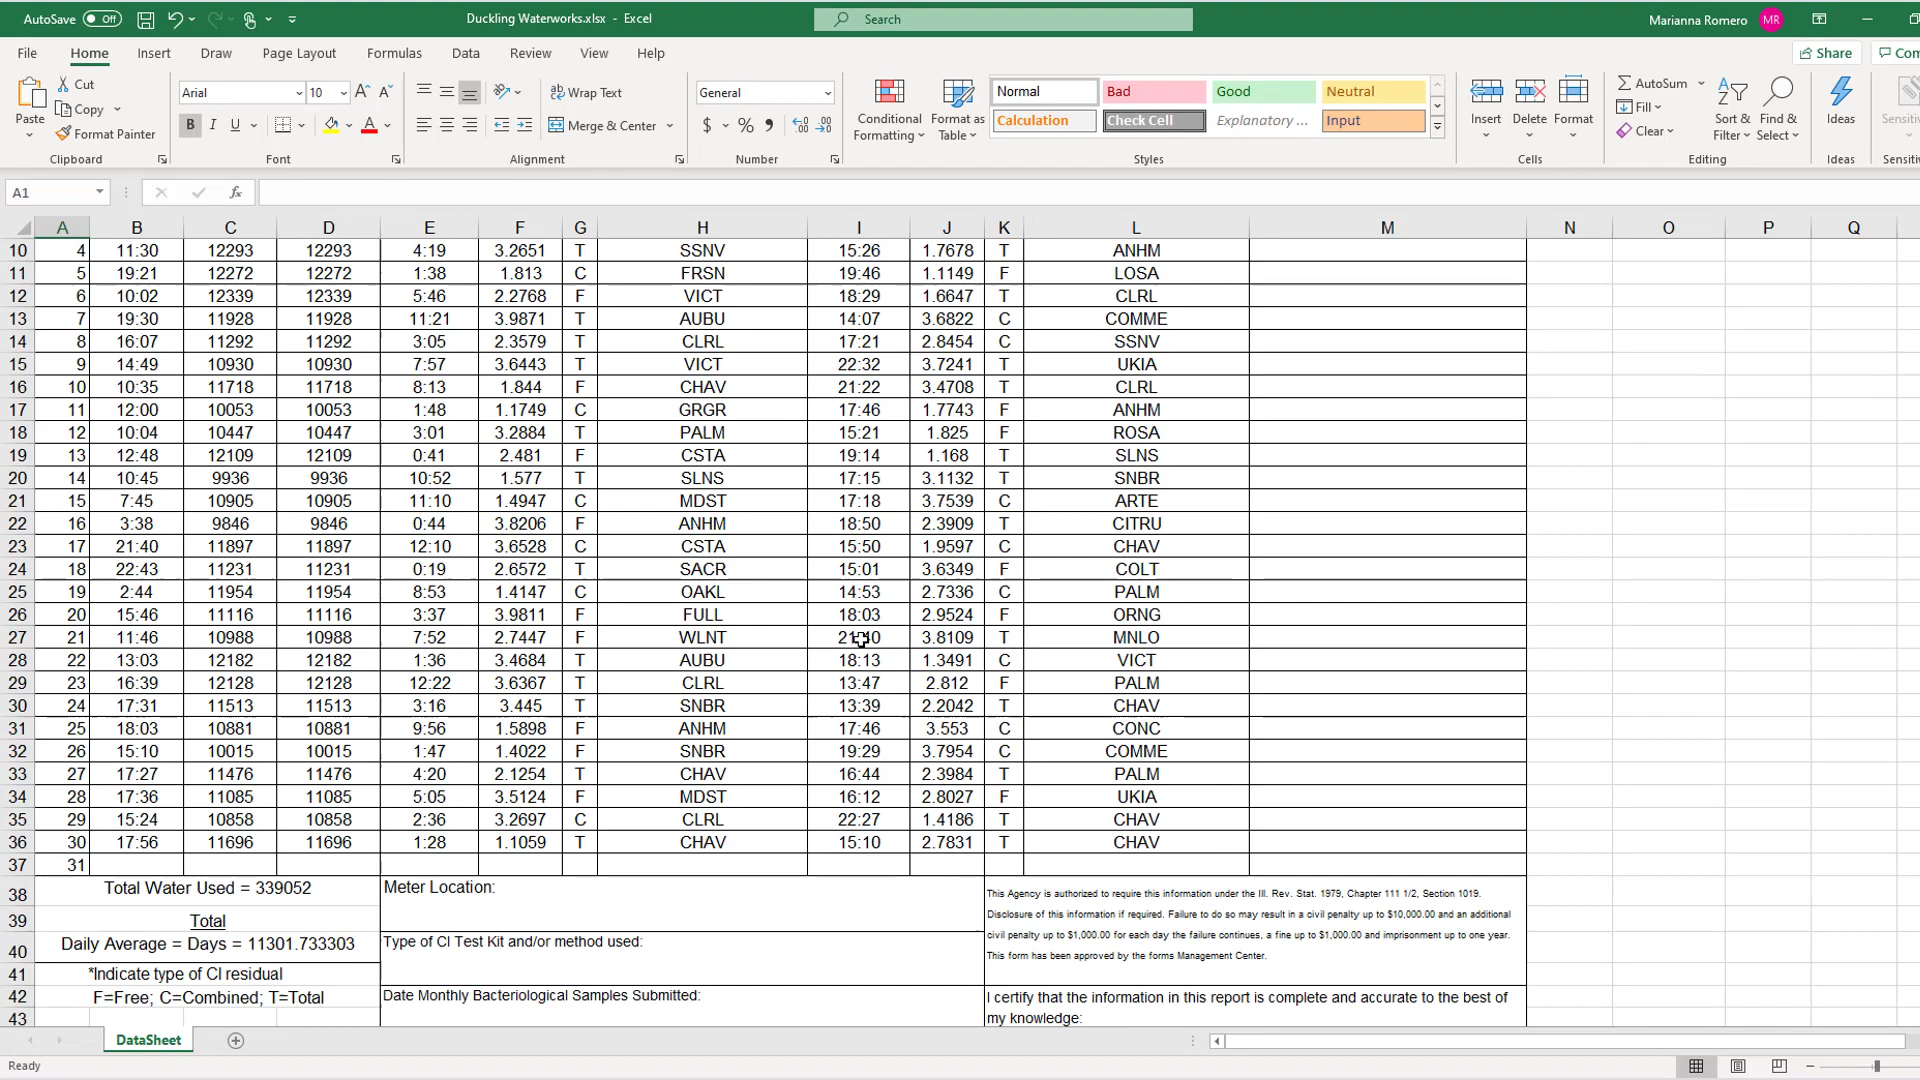 AutoSave Off Duckling Waterworks.xlsx - Excel Search Marianna Romero MR
File Home Insert Draw Page Layout Formulas Data Review View Help Share Com
Paste Cut Copy Format Painter
Clipboard
Arial 10 A A B I U A
Font
Wrap Text Merge & Center
Alignment
General $ % ,
Number
Conditional Formatting Format as Table
Normal Bad Good Neutral
Calculation Check Cell Explanatory ... Input
Styles
Insert Delete Format
Cells
AutoSum Fill Clear Sort & Filter Find & Select
Editing
Ideas
Ideas
Sensitiv
Sensitiv
A1 fx
A B C D E F G H I J K L M N O P Q
10 4 11:30 12293 12293 4:19 3.2651 T SSNV 15:26 1.7678 T ANHM
11 5 19:21 12272 12272 1:38 1.813 C FRSN 19:46 1.1149 F LOSA
12 6 10:02 12339 12339 5:46 2.2768 F VICT 18:29 1.6647 T CLRL
13 7 19:30 11928 11928 11:21 3.9871 T AUBU 14:07 3.6822 C COMME
14 8 16:07 11292 11292 3:05 2.3579 T CLRL 17:21 2.8454 C SSNV
15 9 14:49 10930 10930 7:57 3.6443 T VICT 22:32 3.7241 T UKIA
16 10 10:35 11718 11718 8:13 1.844 F CHAV 21:22 3.4708 T CLRL
17 11 12:00 10053 10053 1:48 1.1749 C GRGR 17:46 1.7743 F ANHM
18 12 10:04 10447 10447 3:01 3.2884 T PALM 15:21 1.825 F ROSA
19 13 12:48 12109 12109 0:41 2.481 F CSTA 19:14 1.168 T SLNS
20 14 10:45 9936 9936 10:52 1.577 T SLNS 17:15 3.1132 T SNBR
21 15 7:45 10905 10905 11:10 1.4947 C MDST 17:18 3.7539 C ARTE
22 16 3:38 9846 9846 0:44 3.8206 F ANHM 18:50 2.3909 T CITRU
23 17 21:40 11897 11897 12:10 3.6528 C CSTA 15:50 1.9597 C CHAV
24 18 22:43 11231 11231 0:19 2.6572 T SACR 15:01 3.6349 F COLT
25 19 2:44 11954 11954 8:53 1.4147 C OAKL 14:53 2.7336 C PALM
26 20 15:46 11116 11116 3:37 3.9811 F FULL 18:03 2.9524 F ORNG
27 21 11:46 10988 10988 7:52 2.7447 F WLNT 3.8109 T MNLO
28 22 13:03 12182 12182 1:36 3.4684 T AUBU 18:13 1.3491 C VICT
29 23 16:39 12128 12128 12:22 3.6367 T CLRL 13:47 2.812 F PALM
30 24 17:31 11513 11513 3:16 3.445 T SNBR 13:39 2.2042 T CHAV
31 25 18:03 10881 10881 9:56 1.5898 F ANHM 17:46 3.553 C CONC
32 26 15:10 10015 10015 1:47 1.4022 F SNBR 19:29 3.7954 C COMME
33 27 17:27 11476 11476 4:20 2.1254 T CHAV 16:44 2.3984 T PALM
34 28 17:36 11085 11085 5:05 3.5124 F MDST 16:12 2.8027 F UKIA
35 29 15:24 10858 10858 2:36 3.2697 C CLRL 22:27 1.4186 T CHAV
36 30 17:56 11696 11696 1:28 1.1059 T CHAV 15:10 2.7831 T CHAV
37 31
38 Total Water Used = 339052 Meter Location:
39 Total
40 Daily Average = Days = 11301.733303 Type of Cl Test Kit and/or method used:
41 *Indicate type of Cl residual
42 F=Free; C=Combined; T=Total Date Monthly Bacteriological Samples Submitted:
43
This Agency is authorized to require this information under the Ill. Rev. Stat. 1979, Chapter 111 1/2, Section 1019.
Disclosure of this information if required. Failure to do so may result in a civil penalty up to $10,000.00 and an additional
civil penalty up to $1,000.00 for each day the failure continues, a fine up to $1,000.00 and imprisonment up to one year.
This form has been approved by the forms Management Center.
I certify that the information in this report is complete and accurate to the best of
my knowledge:
DataSheet
Ready